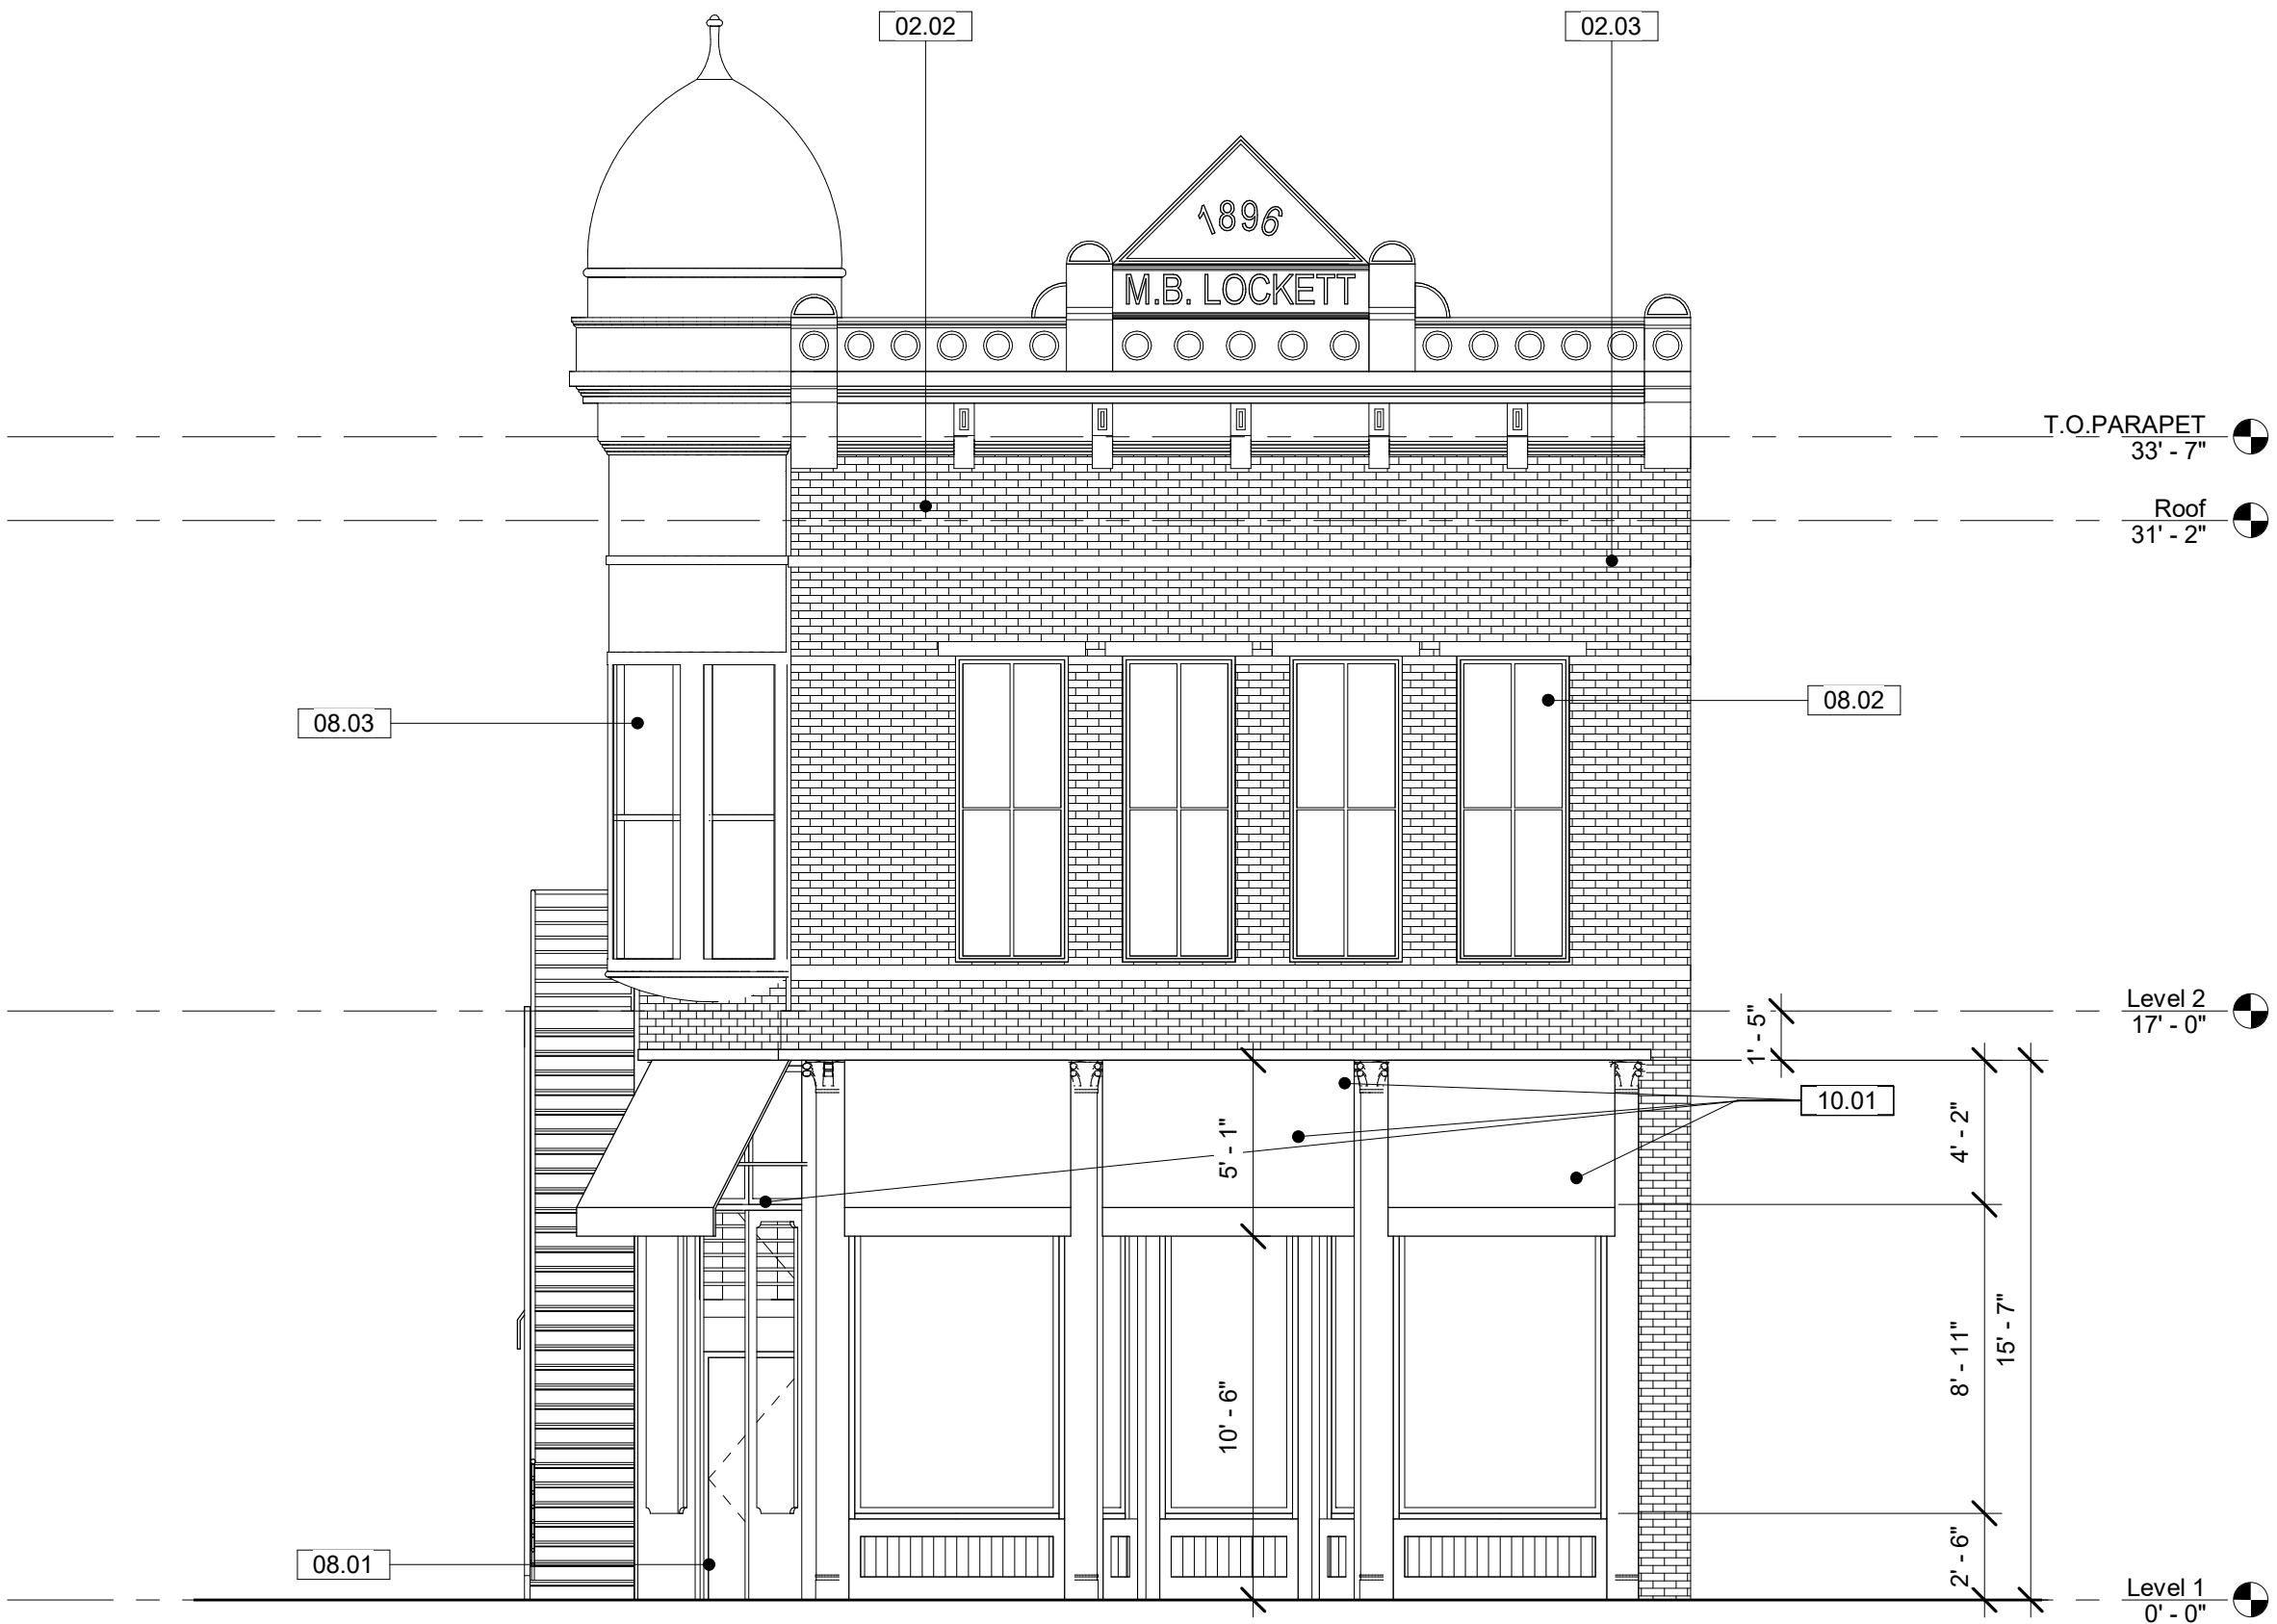 02.02
02.03
1896
M.B. LOCKETT
T.O.PARAPET
33' - 7"
Roof
31' - 2"
08.03
08.02
Level 2
17' - 0"
1' - 5"
10.01
5' - 1"
4' - 2"
15' - 7"
8' - 11"
10' - 6"
08.01
2' - 6"
Level 1
0' - 0"